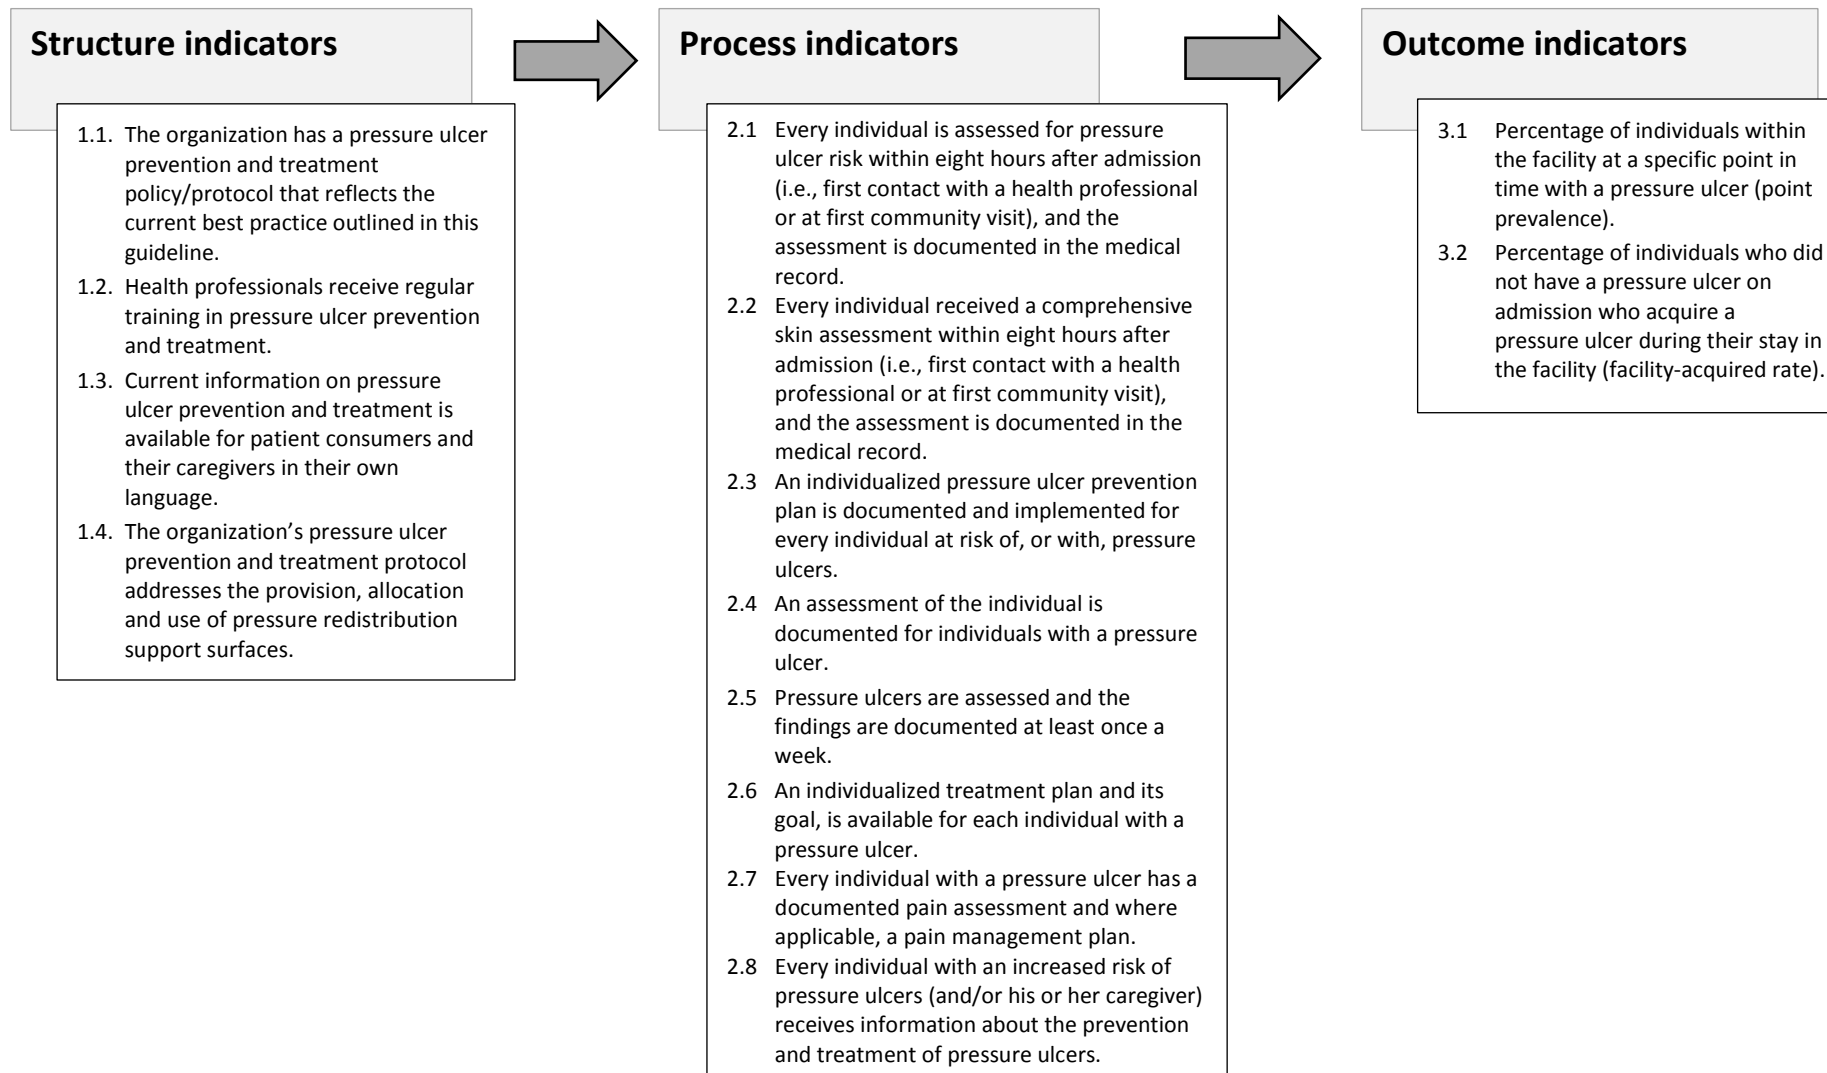 Structure indicators
1.1. The organization has a pressure ulcer
prevention and treatment
policy/protocol that reflects the
current best practice outlined in this
guideline.
1.2. Health professionals receive regular
training in pressure ulcer prevention
and treatment.
1.3. Current information on pressure
ulcer prevention and treatment is
available for patient consumers and
their caregivers in their own
language.
1.4. The organization’s pressure ulcer
prevention and treatment protocol
addresses the provision, allocation
and use of pressure redistribution
support surfaces.
Process indicators
2.1 Every individual is assessed for pressure
ulcer risk within eight hours after admission
(i.e., first contact with a health professional
or at first community visit), and the
assessment is documented in the medical
record.
2.2 Every individual received a comprehensive
skin assessment within eight hours after
admission (i.e., first contact with a health
professional or at first community visit),
and the assessment is documented in the
medical record.
2.3 An individualized pressure ulcer prevention
plan is documented and implemented for
every individual at risk of, or with, pressure
ulcers.
2.4 An assessment of the individual is
documented for individuals with a pressure
ulcer.
2.5 Pressure ulcers are assessed and the
findings are documented at least once a
week.
2.6 An individualized treatment plan and its
goal, is available for each individual with a
pressure ulcer.
2.7 Every individual with a pressure ulcer has a
documented pain assessment and where
applicable, a pain management plan.
2.8 Every individual with an increased risk of
pressure ulcers (and/or his or her caregiver)
receives information about the prevention
and treatment of pressure ulcers.
Outcome indicators
3.1 Percentage of individuals within
the facility at a specific point in
time with a pressure ulcer (point
prevalence).
3.2 Percentage of individuals who did
not have a pressure ulcer on
admission who acquire a
pressure ulcer during their stay in
the facility (facility-acquired rate).